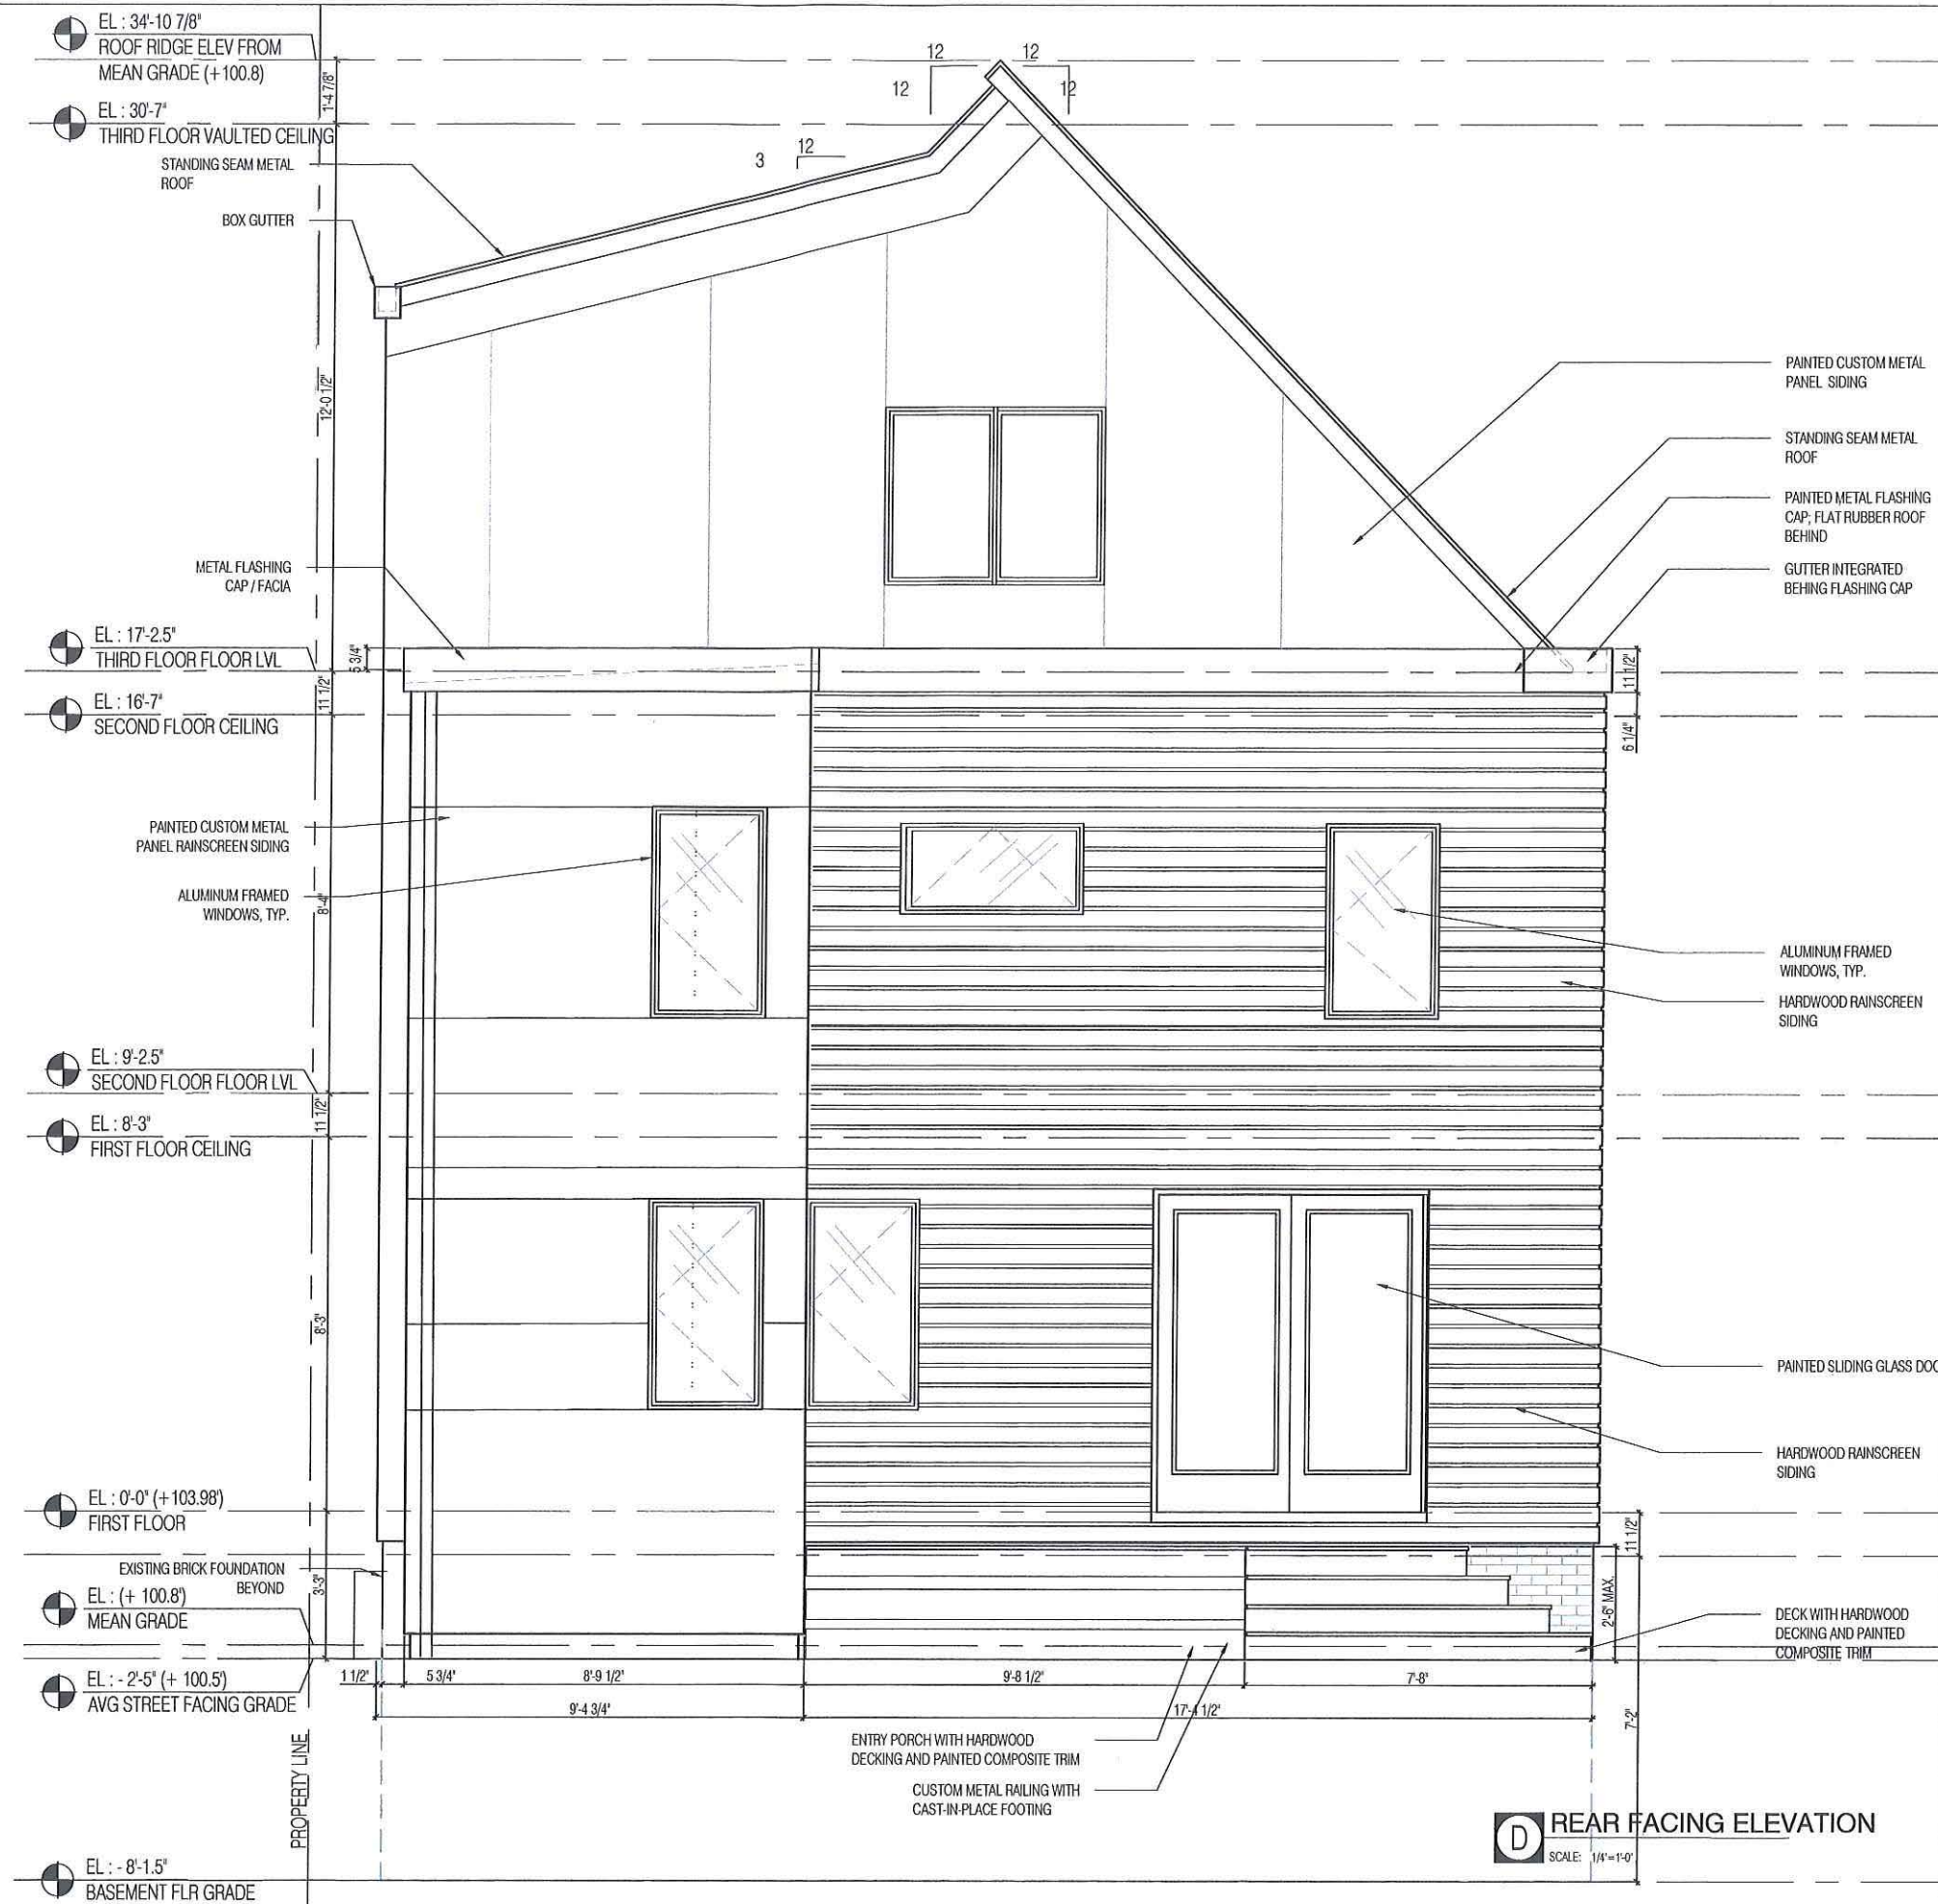 EL : 34'-10 7/8"
ROOF RIDGE ELEV FROM
MEAN GRADE (+100.8)
1'-4 7/8"
EL : 30'-7"
THIRD FLOOR VAULTED CEILING
12
12
12
12
3
12
STANDING SEAM METAL
ROOF
BOX GUTTER
12'-0 1/2"
PAINTED CUSTOM METAL
PANEL SIDING
STANDING SEAM METAL
ROOF
PAINTED METAL FLASHING
CAP; FLAT RUBBER ROOF
BEHIND
GUTTER INTEGRATED
BEHING FLASHING CAP
METAL FLASHING
CAP / FACIA
EL : 17'-2.5"
THIRD FLOOR FLOOR LVL
5 3/4"
11 1/2"
11 1/2"
EL : 16'-7"
SECOND FLOOR CEILING
6 1/4"
PAINTED CUSTOM METAL
PANEL RAINSCREEN SIDING
ALUMINUM FRAMED
WINDOWS, TYP.
8'-4"
ALUMINUM FRAMED
WINDOWS, TYP.
HARDWOOD RAINSCREEN
SIDING
EL : 9'-2.5"
SECOND FLOOR FLOOR LVL
11 1/2"
EL : 8'-3"
FIRST FLOOR CEILING
8'-3"
PAINTED SLIDING GLASS DOO
HARDWOOD RAINSCREEN
SIDING
EL : 0'-0" (+103.98')
FIRST FLOOR
11 1/2"
EXISTING BRICK FOUNDATION
BEYOND
3'-3"
2'-6" MAX.
EL : (+ 100.8')
MEAN GRADE
DECK WITH HARDWOOD
DECKING AND PAINTED
COMPOSITE TRIM
EL : - 2'-5" (+ 100.5')
AVG STREET FACING GRADE
1 1/2"
5 3/4"
8'-9 1/2"
9'-8 1/2"
7'-8"
9'-4 3/4"
17'-4 1/2"
7'-2"
ENTRY PORCH WITH HARDWOOD
DECKING AND PAINTED COMPOSITE TRIM
CUSTOM METAL RAILING WITH
CAST-IN-PLACE FOOTING
PROPERTY LINE
D
REAR FACING ELEVATION
SCALE: 1/4"=1'-0"
EL : - 8'-1.5"
BASEMENT FLR GRADE